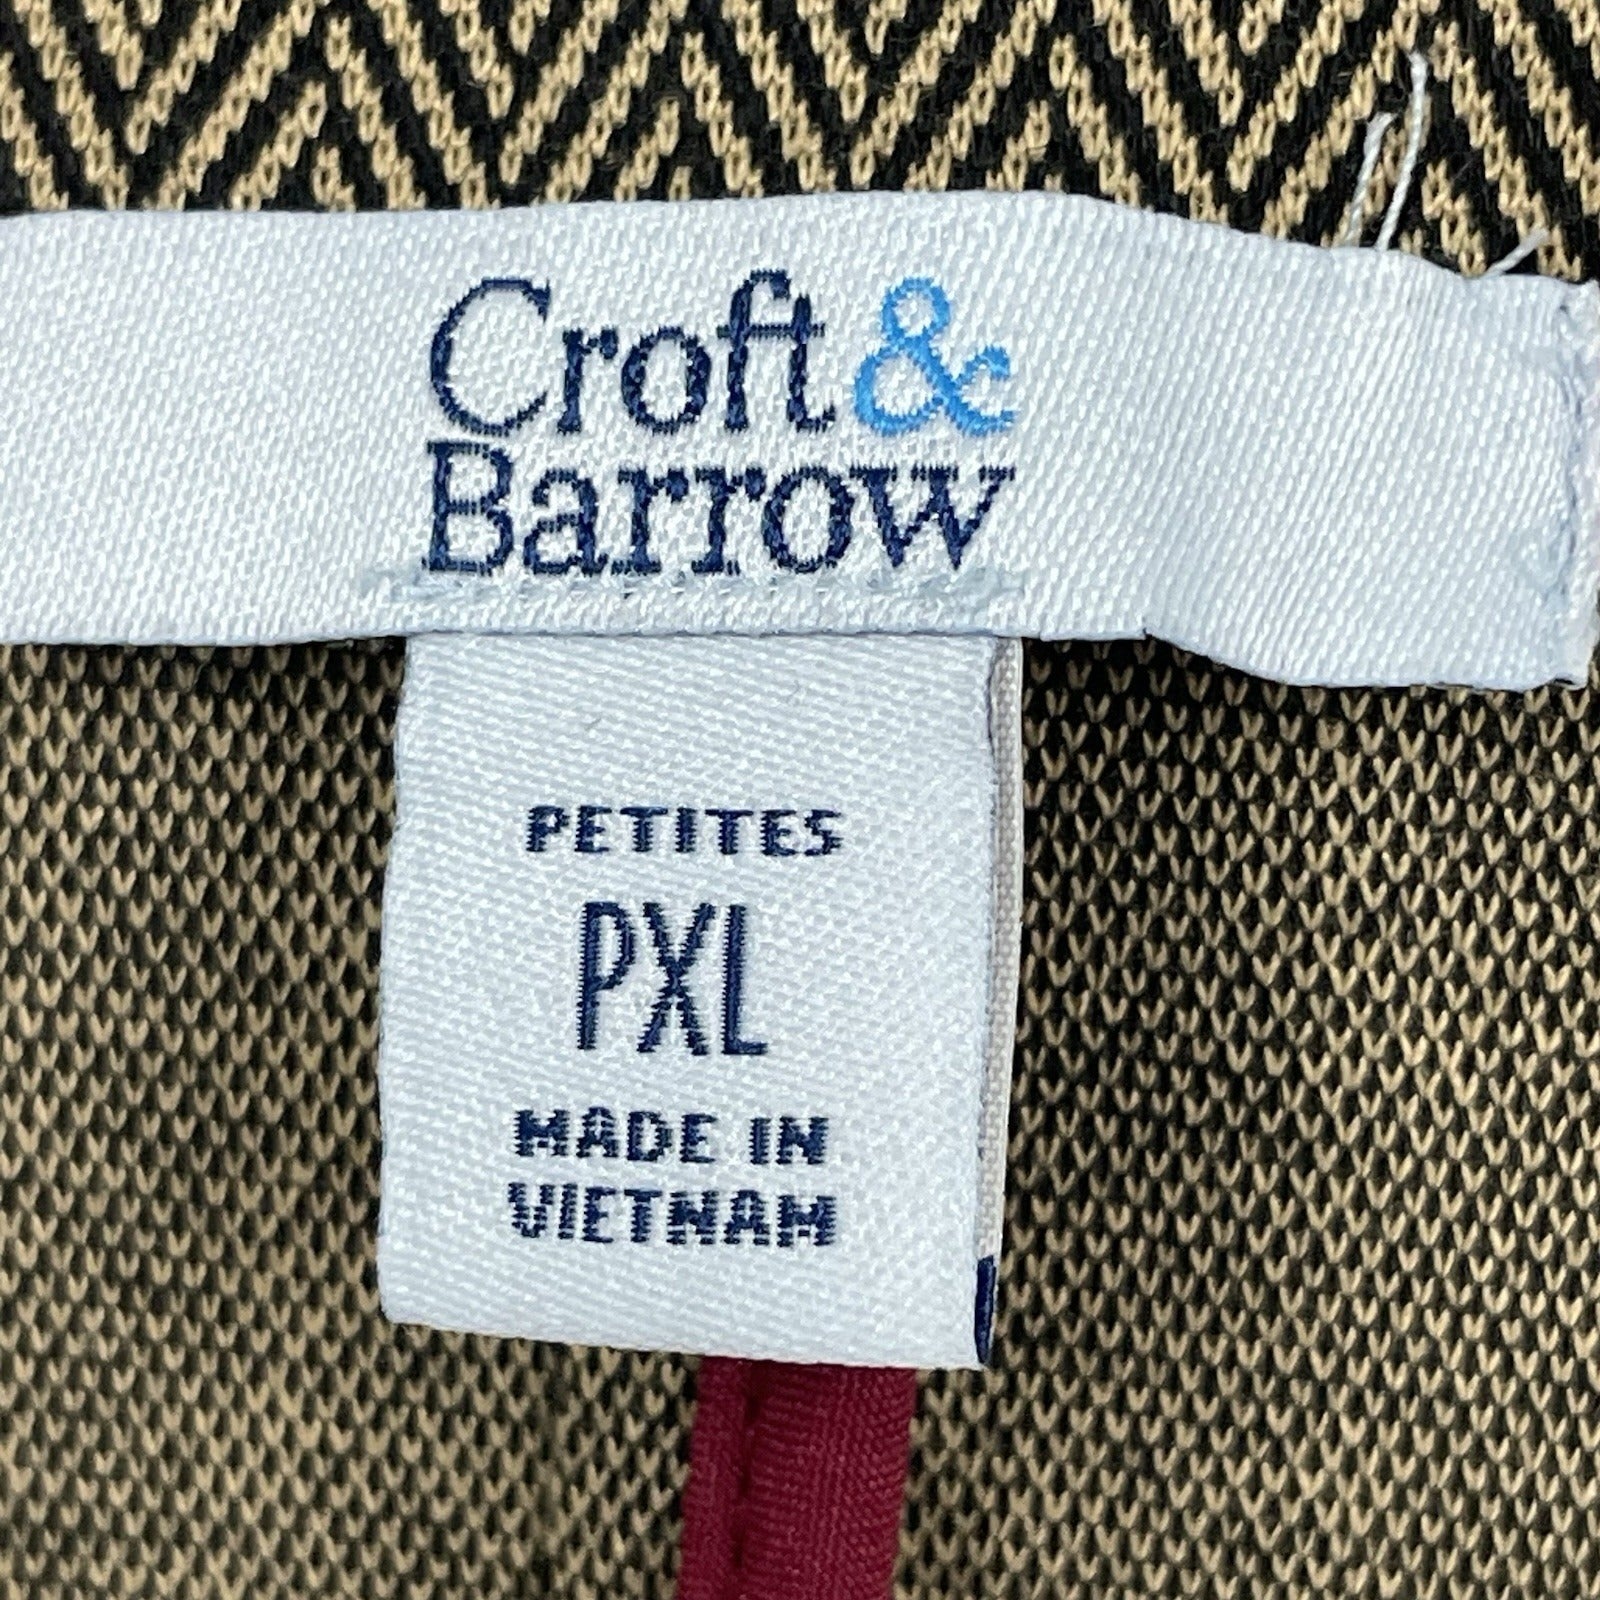 Croft &
Barrow
PETITES
PXL
MADE IN
VIETNAM